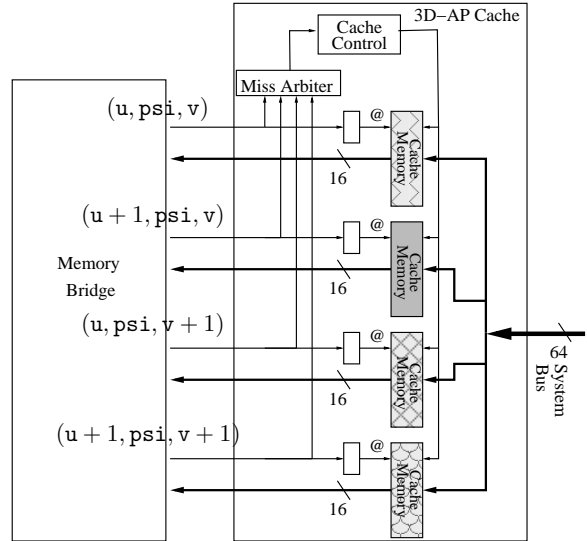 3D-AP Cache
Cache
Control
Miss Arbiter
(u, psi, v)
@
Cache
Memory
16
(u + 1, psi, v)
@
Cache
Memory
16
Memory
Bridge
(u, psi, v + 1)
@
Cache
Memory
16
64
System
Bus
(u + 1, psi, v + 1)
@
Cache
Memory
16